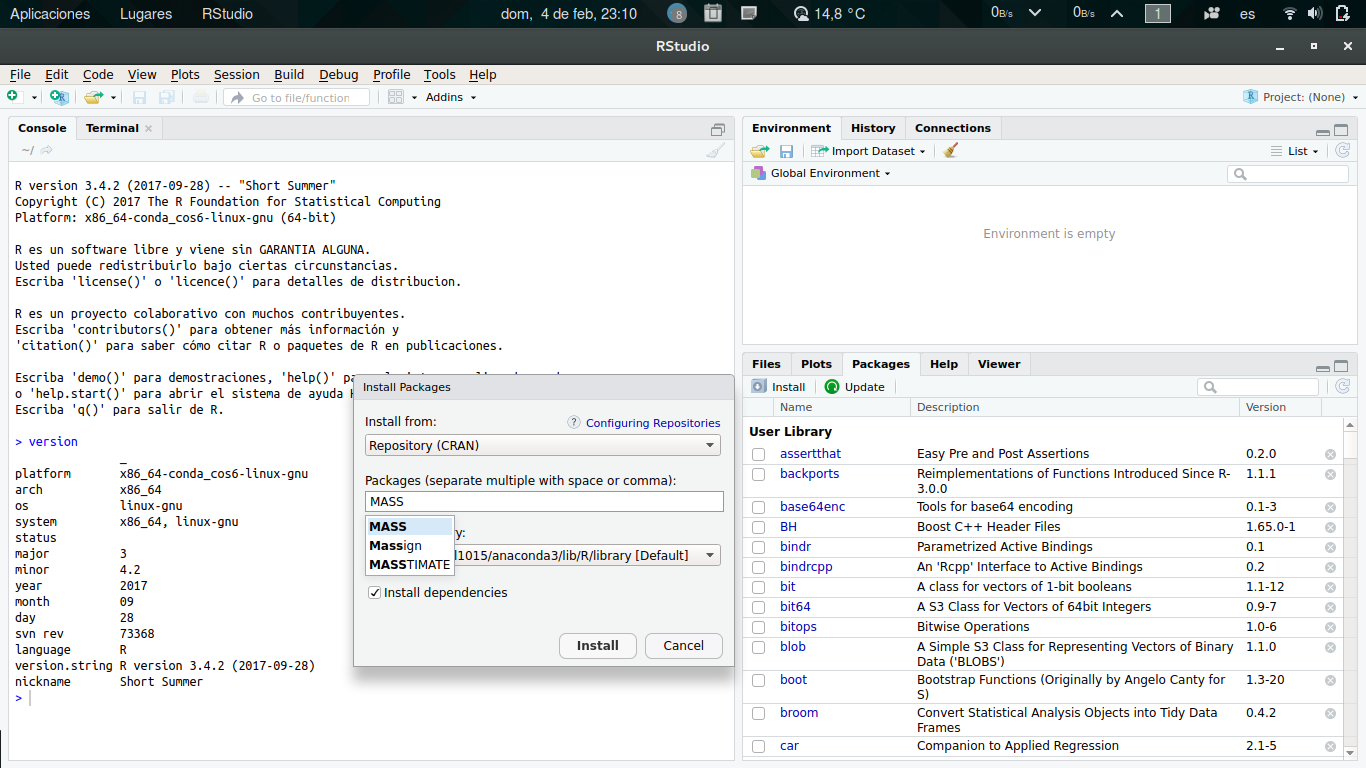 Aplicaciones Lugares RStudio dom, 4 de feb, 23:10 8 14,8 °C 0B/s 0B/s 1 es
RStudio
File Edit Code View Plots Session Build Debug Profile Tools Help
Go to file/function Addins Project: (None)
Console Terminal
~/
R version 3.4.2 (2017-09-28) -- "Short Summer"
Copyright (C) 2017 The R Foundation for Statistical Computing
Platform: x86_64-conda_cos6-linux-gnu (64-bit)
R es un software libre y viene sin GARANTIA ALGUNA.
Usted puede redistribuirlo bajo ciertas circunstancias.
Escriba 'license()' o 'licence()' para detalles de distribucion.
R es un proyecto colaborativo con muchos contribuyentes.
Escriba 'contributors()' para obtener más información y
'citation()' para saber cómo citar R o paquetes de R en publicaciones.
Escriba 'demo()' para demostraciones, 'help()'
o 'help.start()' para abrir el sistema de ayuda
Escriba 'q()' para salir de R.
> version
_
platform x86_64-conda_cos6-linux-gnu
arch x86_64
os linux-gnu
system x86_64, linux-gnu
status
major 3
minor 4.2
year 2017
month 09
day 28
svn rev 73368
language R
version.string R version 3.4.2 (2017-09-28)
nickname Short Summer
>
Install Packages
Install from:
? Configuring Repositories
Repository (CRAN)
Packages (separate multiple with space or comma):
MASS
MASS
Massign
MASSTIMATE
y:
l1015/anaconda3/lib/R/library [Default]
Install dependencies
Install Cancel
Environment History Connections
Import Dataset List
Global Environment
Environment is empty
Files Plots Packages Help Viewer
Install Update
Name Description Version
User Library
assertthat Easy Pre and Post Assertions 0.2.0
backports Reimplementations of Functions Introduced Since R- 1.1.1
3.0.0
base64enc Tools for base64 encoding 0.1-3
BH Boost C++ Header Files 1.65.0-1
bindr Parametrized Active Bindings 0.1
bindrcpp An 'Rcpp' Interface to Active Bindings 0.2
bit A class for vectors of 1-bit booleans 1.1-12
bit64 A S3 Class for Vectors of 64bit Integers 0.9-7
bitops Bitwise Operations 1.0-6
blob A Simple S3 Class for Representing Vectors of Binary 1.1.0
Data ('BLOBS')
boot Bootstrap Functions (Originally by Angelo Canty for 1.3-20
S)
broom Convert Statistical Analysis Objects into Tidy Data 0.4.2
Frames
car Companion to Applied Regression 2.1-5